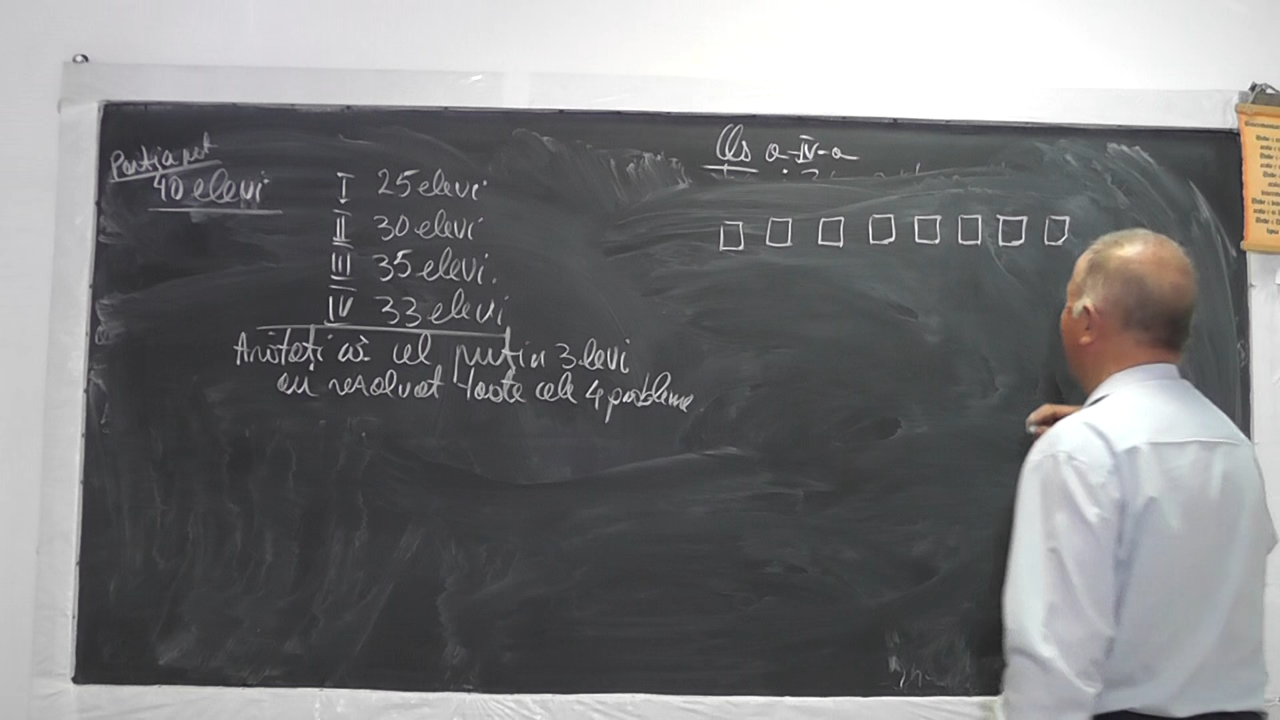 Participat
40 elevi
I 25 elevi
II 30 elevi
III 35 elevi.
IV 33 elevi
Arătați că cel puțin 3 elevi
au rezolvat toate cele 4 probleme
Cls a-IV-a